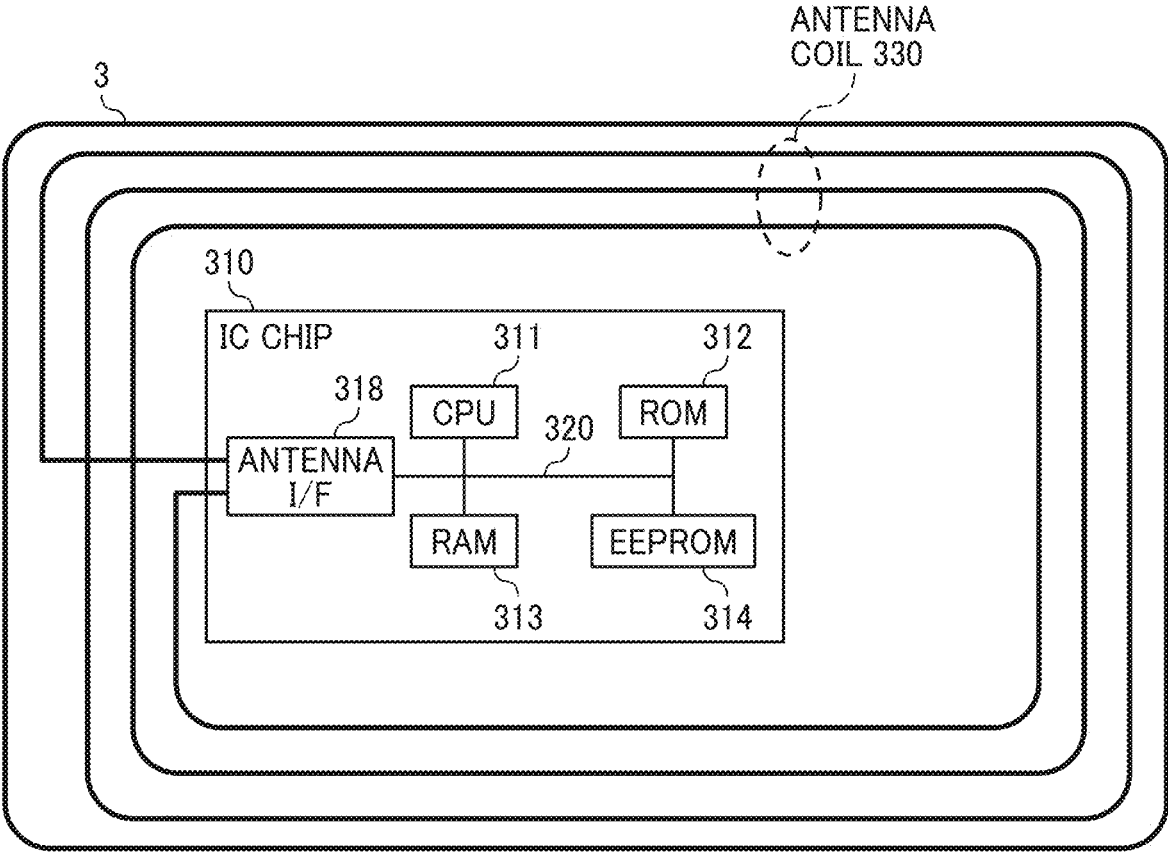 ANTENNA
COIL 330
3
310
IC CHIP
311
312
318
CPU
ROM
320
ANTENNA
I/F
RAM
EEPROM
313
314